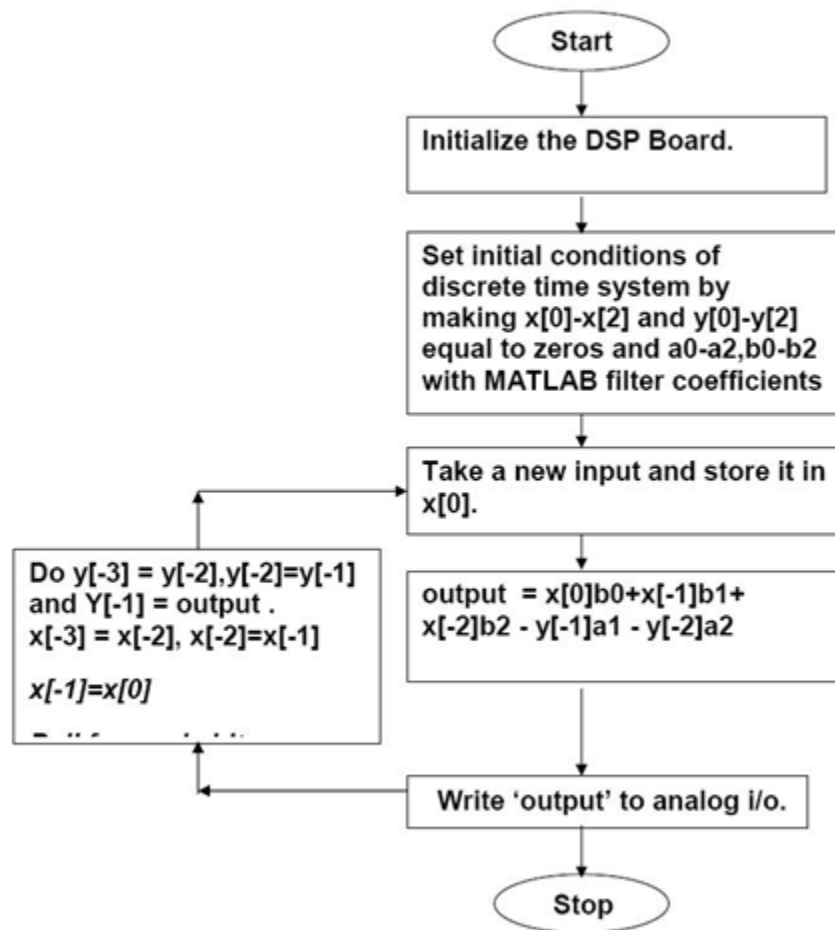 Start
Initialize the DSP Board.
Set initial conditions of
discrete time system by
making x[0]-x[2] and y[0]-y[2]
equal to zeros and a0-a2,b0-b2
with MATLAB filter coefficients
Take a new input and store it in
x[0].
Do y[-3] = y[-2],y[-2]=y[-1]
and Y[-1] = output .
x[-3] = x[-2], x[-2]=x[-1]
x[-1]=x[0]
output = x[0]b0+x[-1]b1+
x[-2]b2 - y[-1]a1 - y[-2]a2
Write ‘output’ to analog i/o.
Stop